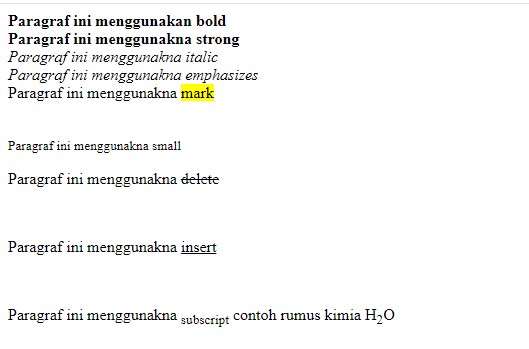 Paragraf ini menggunakan bold
Paragraf ini menggunakna strong
Paragraf ini menggunakna italic
Paragraf ini menggunakna emphasizes
Paragraf ini menggunakna mark
Paragraf ini menggunakna small
Paragraf ini menggunakna delete
Paragraf ini menggunakna insert
Paragraf ini menggunakna subscript contoh rumus kimia H₂O